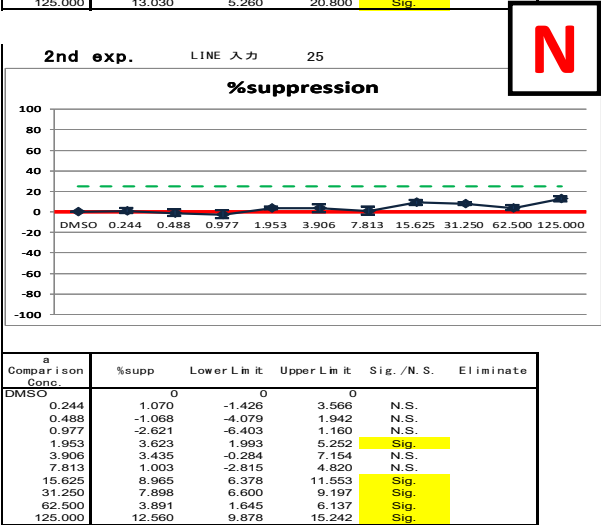 125.000 13.030 5.260 20.800 Sig.
N
2nd exp. LINE 入力 25
%suppression
100
80
60
40
20
0
-20
-40
-60
-80
-100
DMSO 0.244 0.488 0.977 1.953 3.906 7.813 15.625 31.250 62.500 125.000
a
Comparison %supp Lower Limit Upper Limit Sig./N.S. Eliminate
Conc.
DMSO 0 0 0
0.244 1.070 -1.426 3.566 N.S.
0.488 -1.068 -4.079 1.942 N.S.
0.977 -2.621 -6.403 1.160 N.S.
1.953 3.623 1.993 5.252 Sig.
3.906 3.435 -0.284 7.154 N.S.
7.813 1.003 -2.815 4.820 N.S.
15.625 8.965 6.378 11.553 Sig.
31.250 7.898 6.600 9.197 Sig.
62.500 3.891 1.645 6.137 Sig.
125.000 12.560 9.878 15.242 Sig.